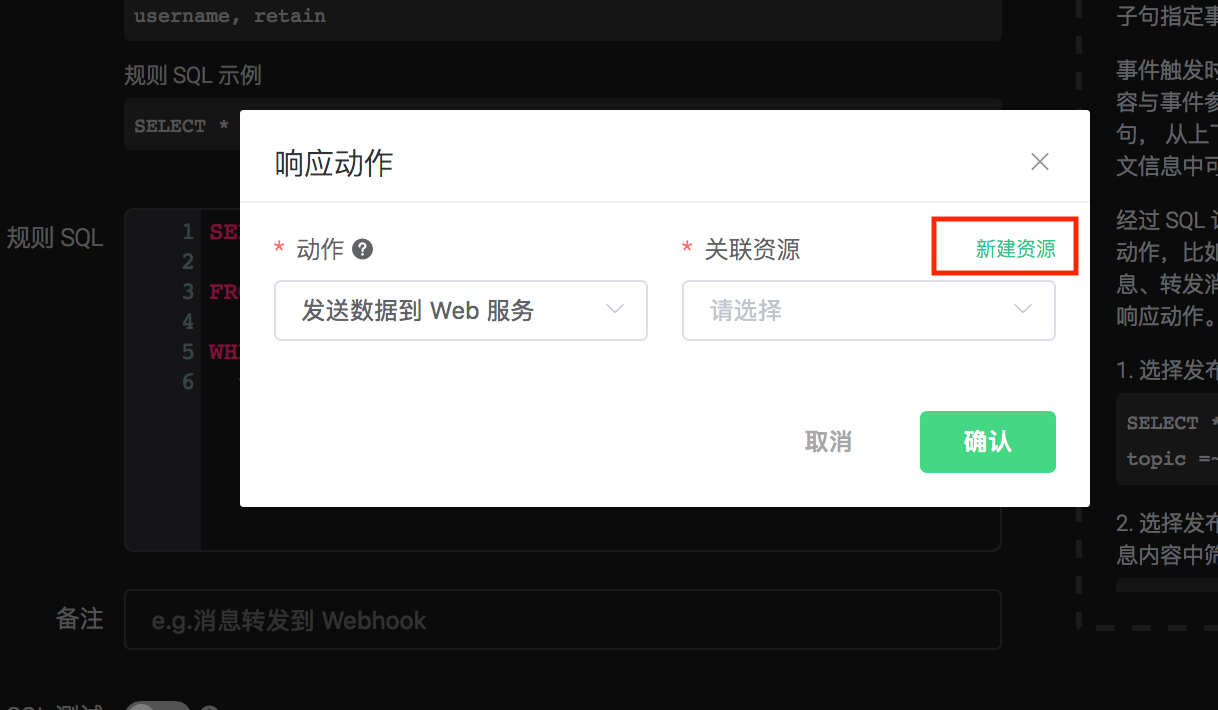 username, retain
规则 SQL 示例
SELECT *
规则 SQL
1 SE
2
3 FR
4
5 WH
6
响应动作
* 动作
* 关联资源
新建资源
发送数据到 Web 服务
请选择
取消
确认
备注
e.g.消息转发到 Webhook
子句指定事
事件触发时
容与事件参
句， 从上下
文信息中可
经过 SQL
动作，比如
息、转发消
响应动作。
1. 选择发布
SELECT *
topic =~
2. 选择发布
息内容中筛